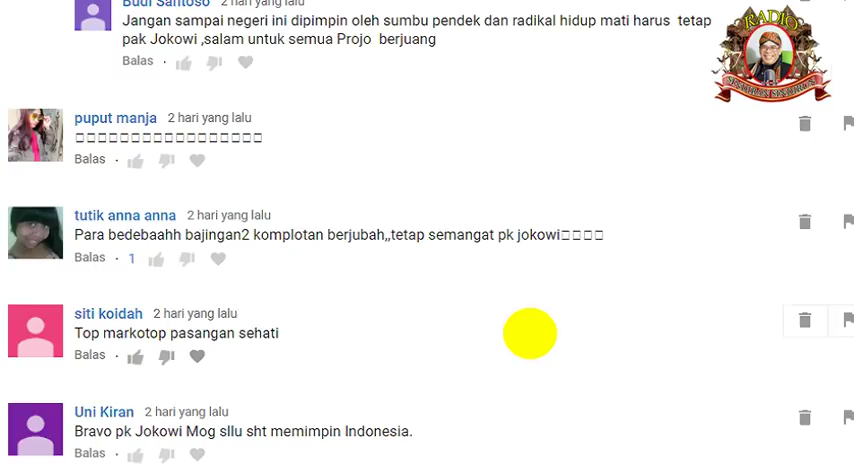 Budi Santoso 2 hari yang lalu
Jangan sampai negeri ini dipimpin oleh sumbu pendek dan radikal hidup mati harus tetap
pak Jokowi ,salam untuk semua Projo berjuang
Balas
RADIO
puput manja 2 hari yang lalu
Balas
tutik anna anna 2 hari yang lalu
Para bedebaahh bajingan2 komplotan berjubah,,tetap semangat pk jokowi
Balas · 1
siti koidah 2 hari yang lalu
Top markotop pasangan sehati
Balas
Uni Kiran 2 hari yang lalu
Bravo pk Jokowi Mog sllu sht memimpin Indonesia.
Balas